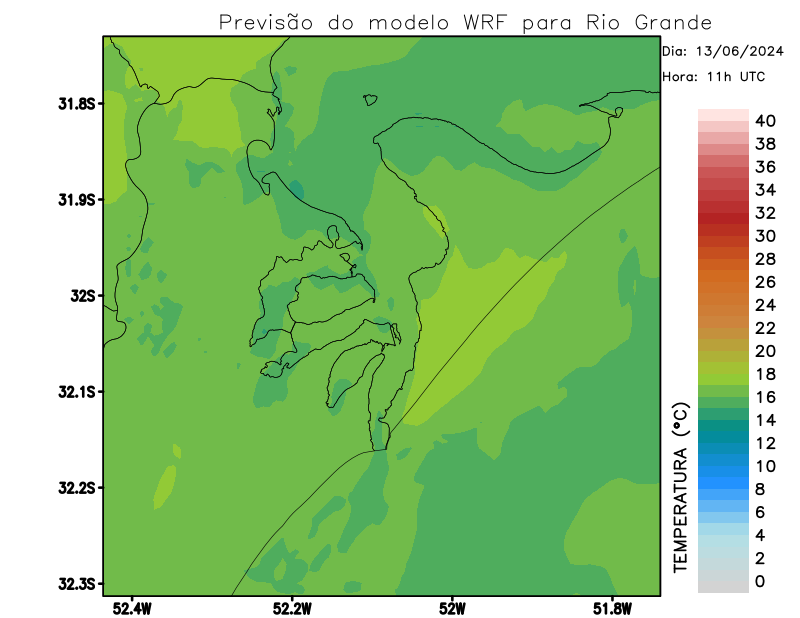 Previsão do modelo WRF para Rio Grande
Dia: 13/06/2024
Hora: 11h UTC
31.8S
31.9S
32S
32.1S
32.2S
32.3S
52.4W
52.2W
52W
51.8W
TEMPERATURA (°C)
40
38
36
34
32
30
28
26
24
22
20
18
16
14
12
10
8
6
4
2
0